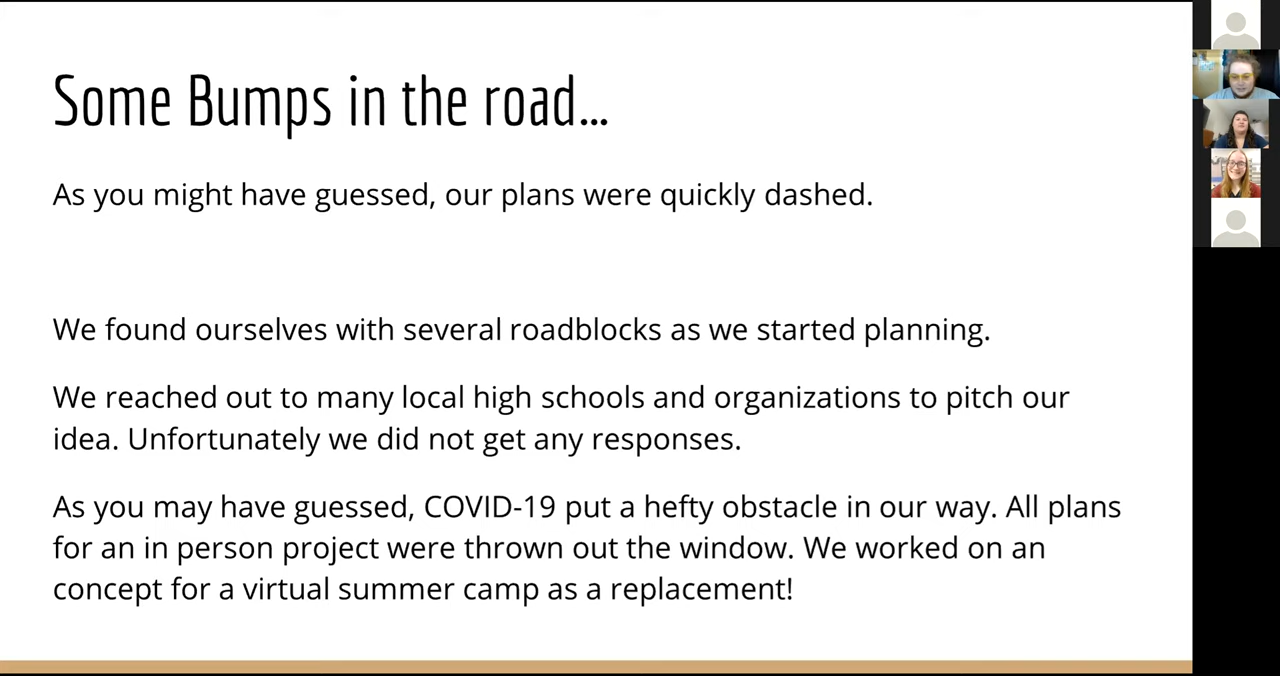 Some Bumps in the road...
As you might have guessed, our plans were quickly dashed.
We found ourselves with several roadblocks as we started planning.
We reached out to many local high schools and organizations to pitch our
idea. Unfortunately we did not get any responses.
As you may have guessed, COVID-19 put a hefty obstacle in our way. All plans
for an in person project were thrown out the window. We worked on an
concept for a virtual summer camp as a replacement!